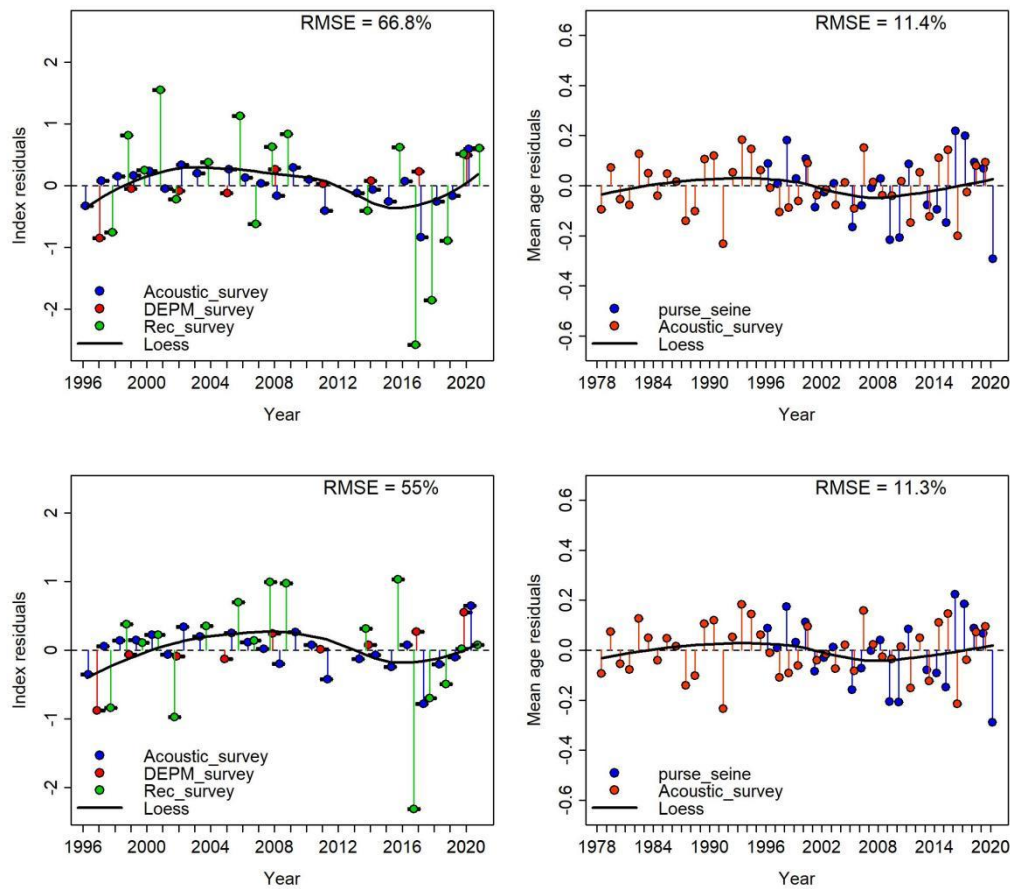 RMSE = 66.8%
Index residuals
2
1
0
-1
-2
Acoustic_survey
DEPM_survey
Rec_survey
Loess
1996 2000 2004 2008 2012 2016 2020
Year
RMSE = 11.4%
Mean age residuals
0.6
0.4
0.2
0.0
-0.2
-0.4
-0.6
purse_seine
Acoustic_survey
Loess
1978 1984 1990 1996 2002 2008 2014 2020
Year
RMSE = 55%
Index residuals
2
1
0
-1
-2
Acoustic_survey
DEPM_survey
Rec_survey
Loess
1996 2000 2004 2008 2012 2016 2020
Year
RMSE = 11.3%
Mean age residuals
0.6
0.4
0.2
0.0
-0.2
-0.4
-0.6
purse_seine
Acoustic_survey
Loess
1978 1984 1990 1996 2002 2008 2014 2020
Year